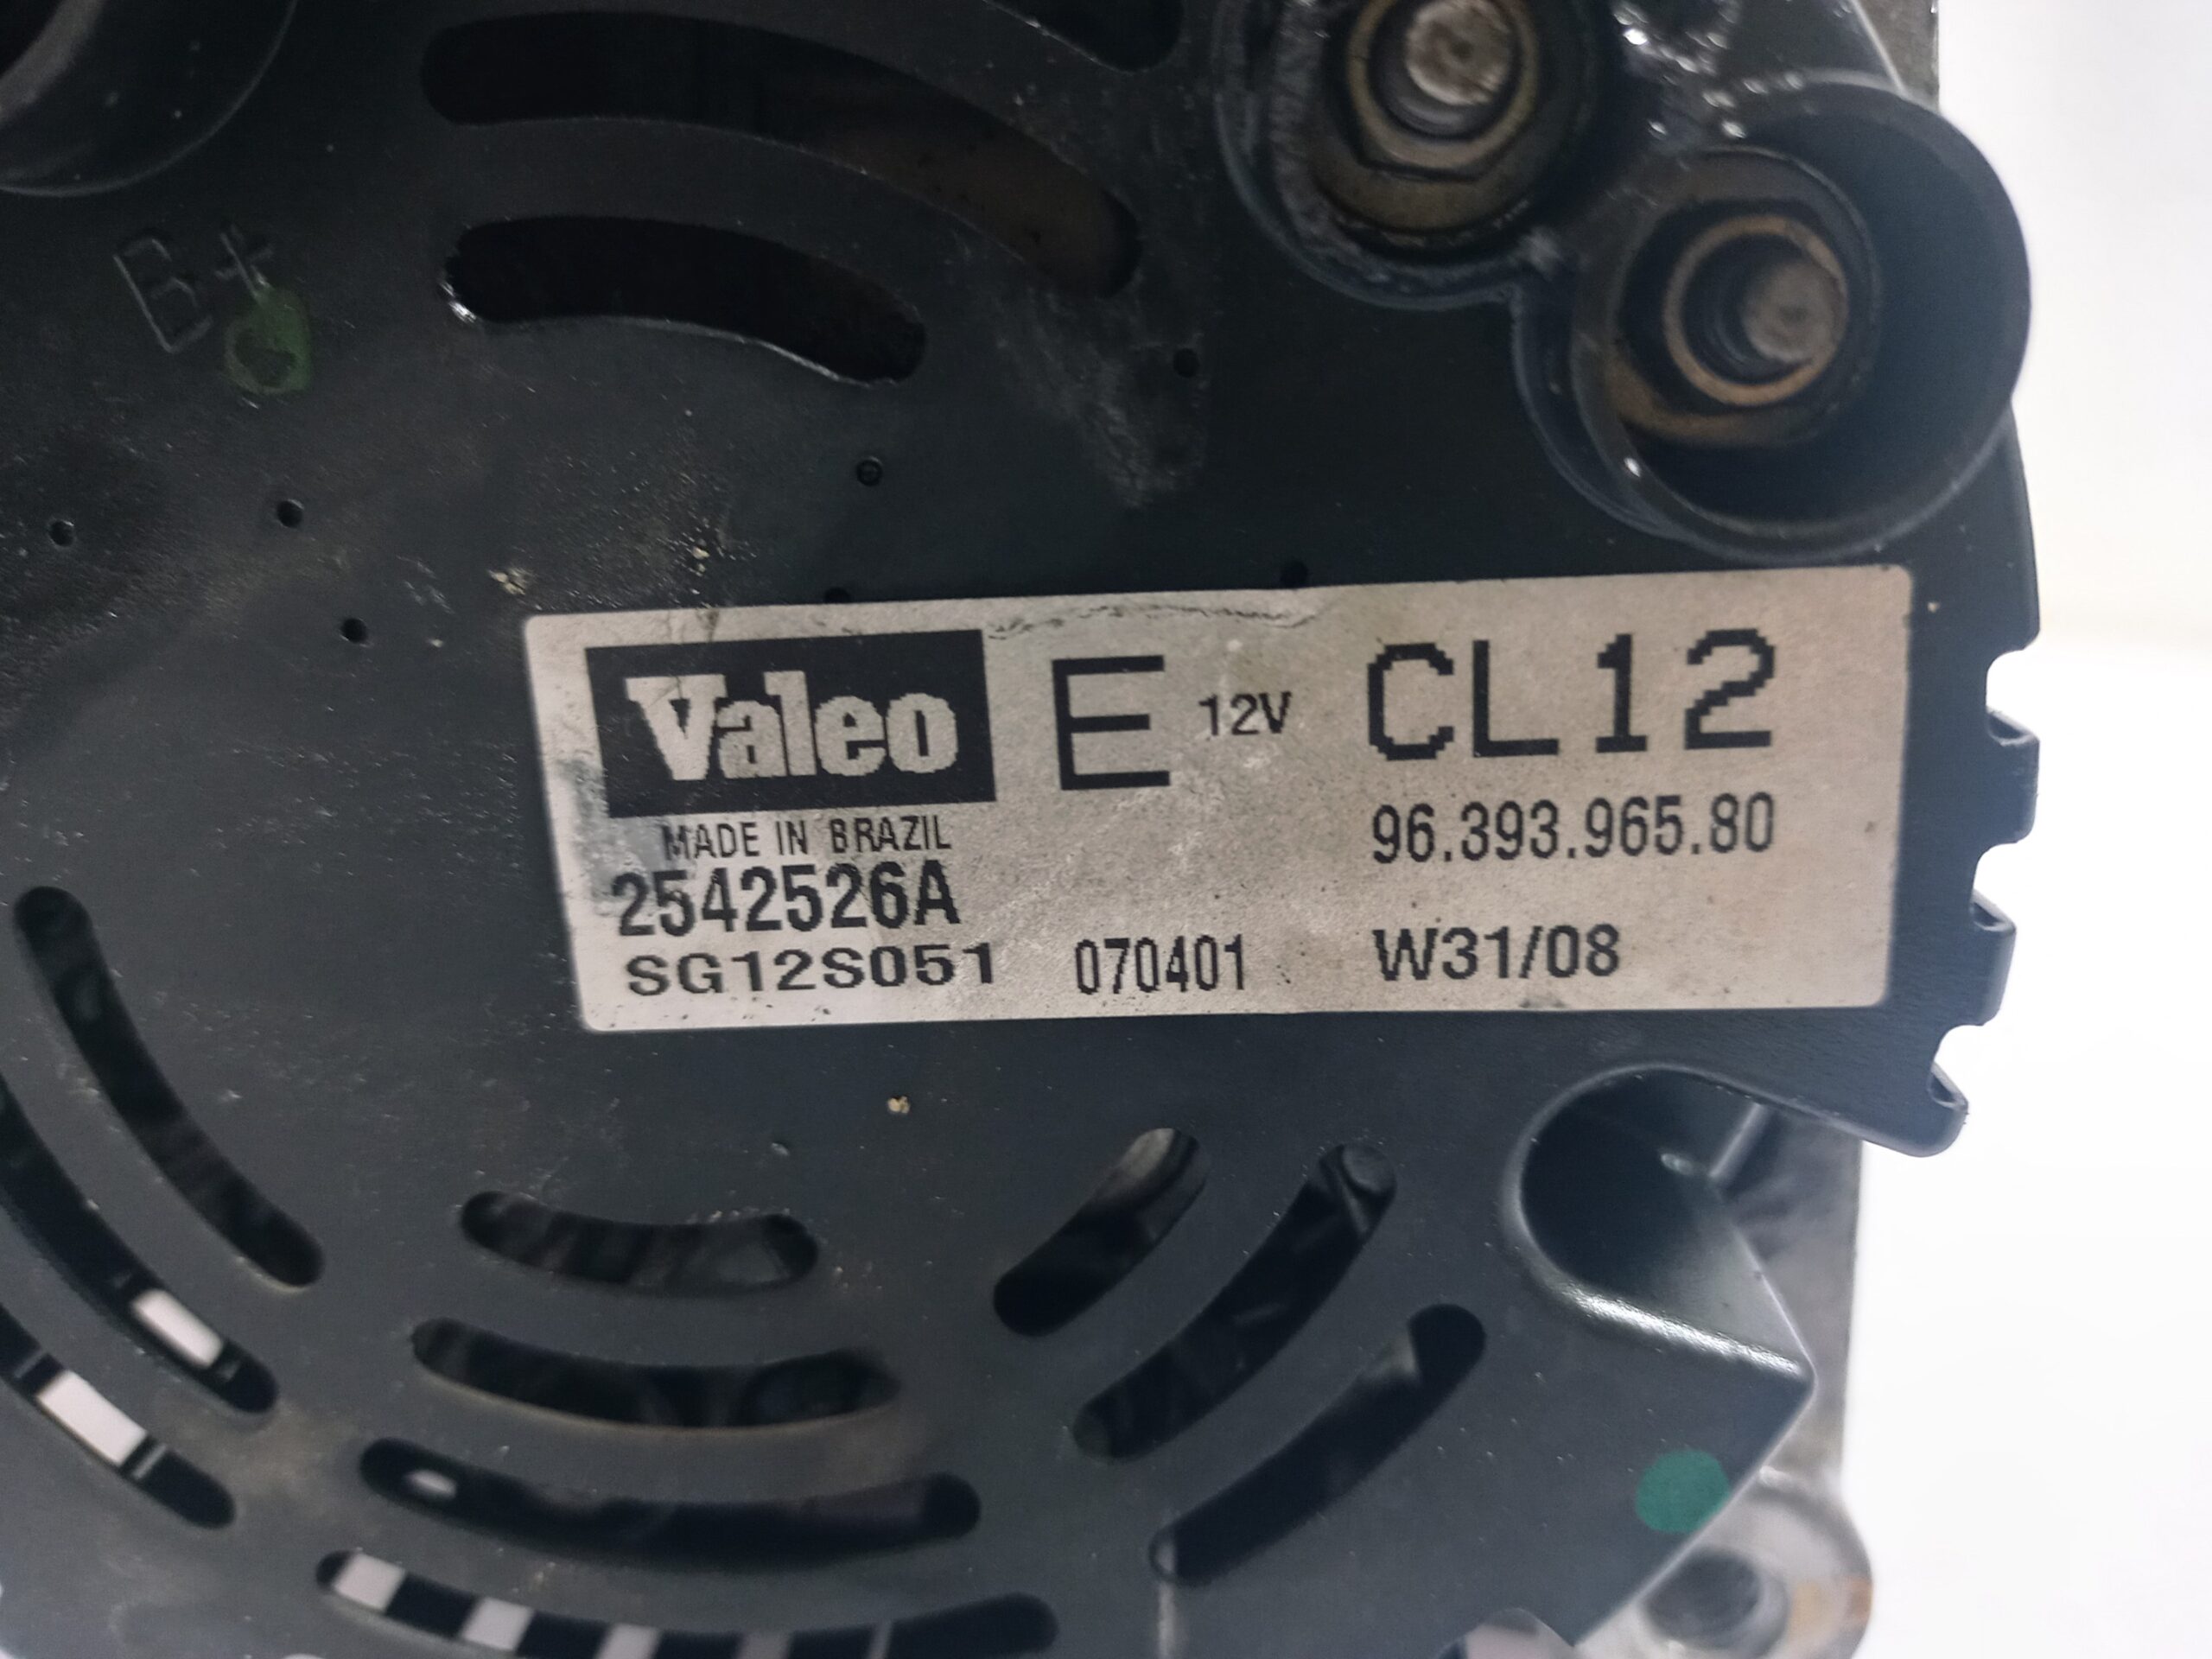 B+
Valeo E 12V CL12
MADE IN BRAZIL
96.393.965.80
2542526A
SG12S051 070401 W31/08